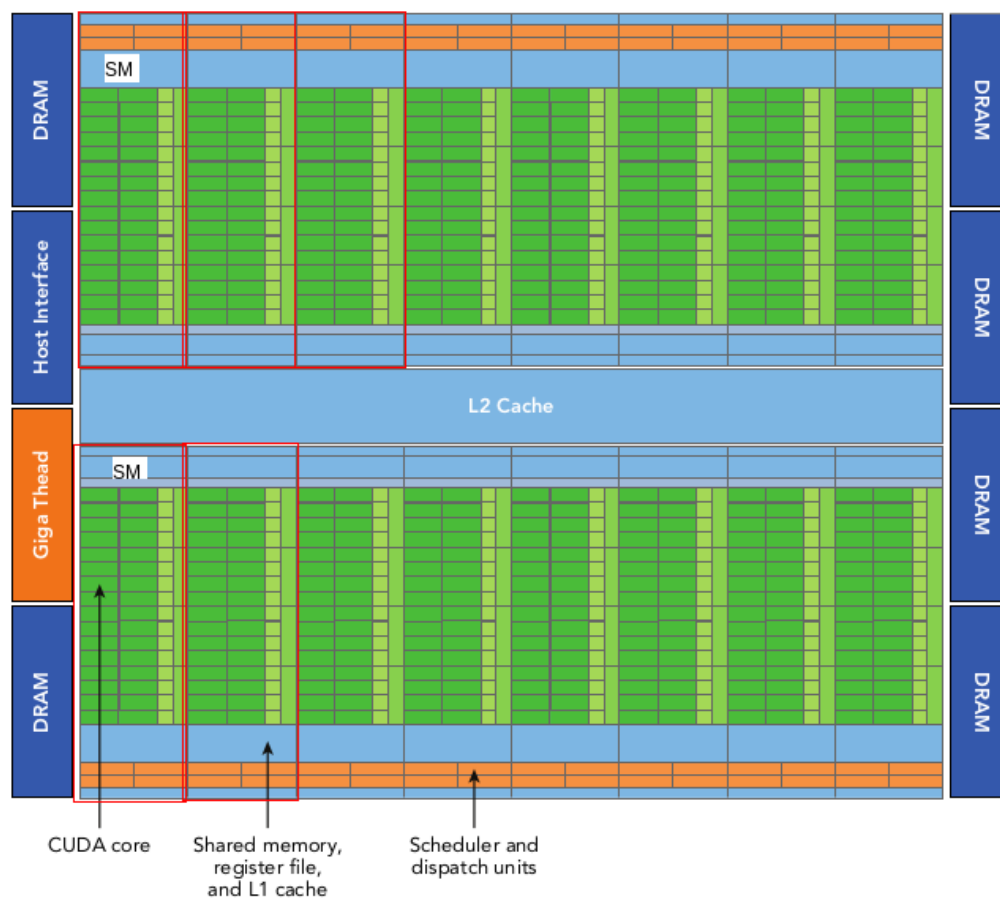 DRAM
Host Interface
Giga Thead
DRAM
SM
L2 Cache
SM
DRAM
DRAM
DRAM
DRAM
CUDA core
Shared memory,
register file,
and L1 cache
Scheduler and
dispatch units